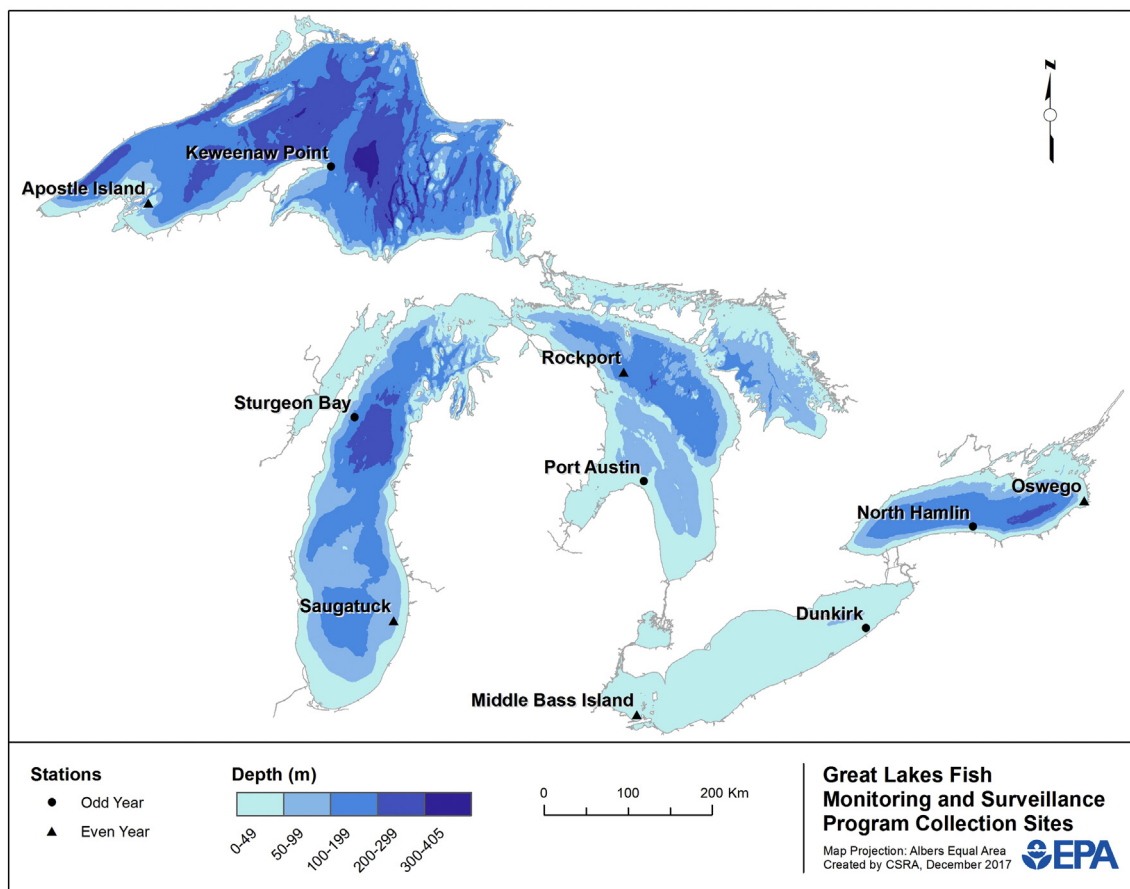 Keweenaw Point
Apostle Island
N
Rockport
Sturgeon Bay
Port Austin
Oswego
North Hamlin
Saugatuck
Dunkirk
Middle Bass Island
Stations
Odd Year
Even Year
Depth (m)
0-49
50-99
100-199
200-299
300-405
0 100 200 Km
Great Lakes Fish
Monitoring and Surveillance
Program Collection Sites
Map Projection: Albers Equal Area
Created by CSRA, December 2017
EPA